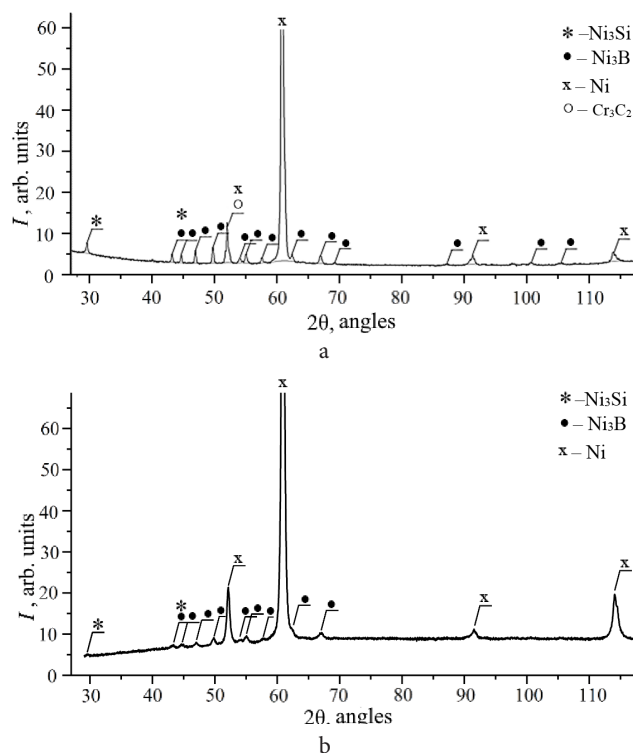 60
50
40
30
20
10
0
I, arb. units
30 40 50 60 70 80 90 100 110
2θ, angles
* –Ni₃Si
● – Ni₃B
x – Ni
○ – Cr₃C₂
* * x ○ x x x
a
60
50
40
30
20
10
0
I, arb. units
30 40 50 60 70 80 90 100 110
2θ, angles
* –Ni₃Si
● – Ni₃B
x – Ni
* * x x x x
b